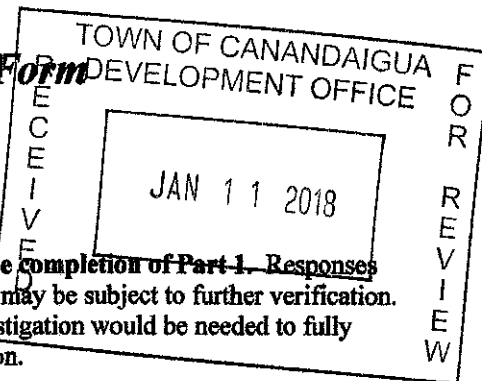 TOWN OF CANANDAIGUA
Form DEVELOPMENT OFFICE
RECEIVED
FOR REVIEW
JAN 11 2018
e completion of Part 1. Responses
may be subject to further verification.
stigation would be needed to fully
on.